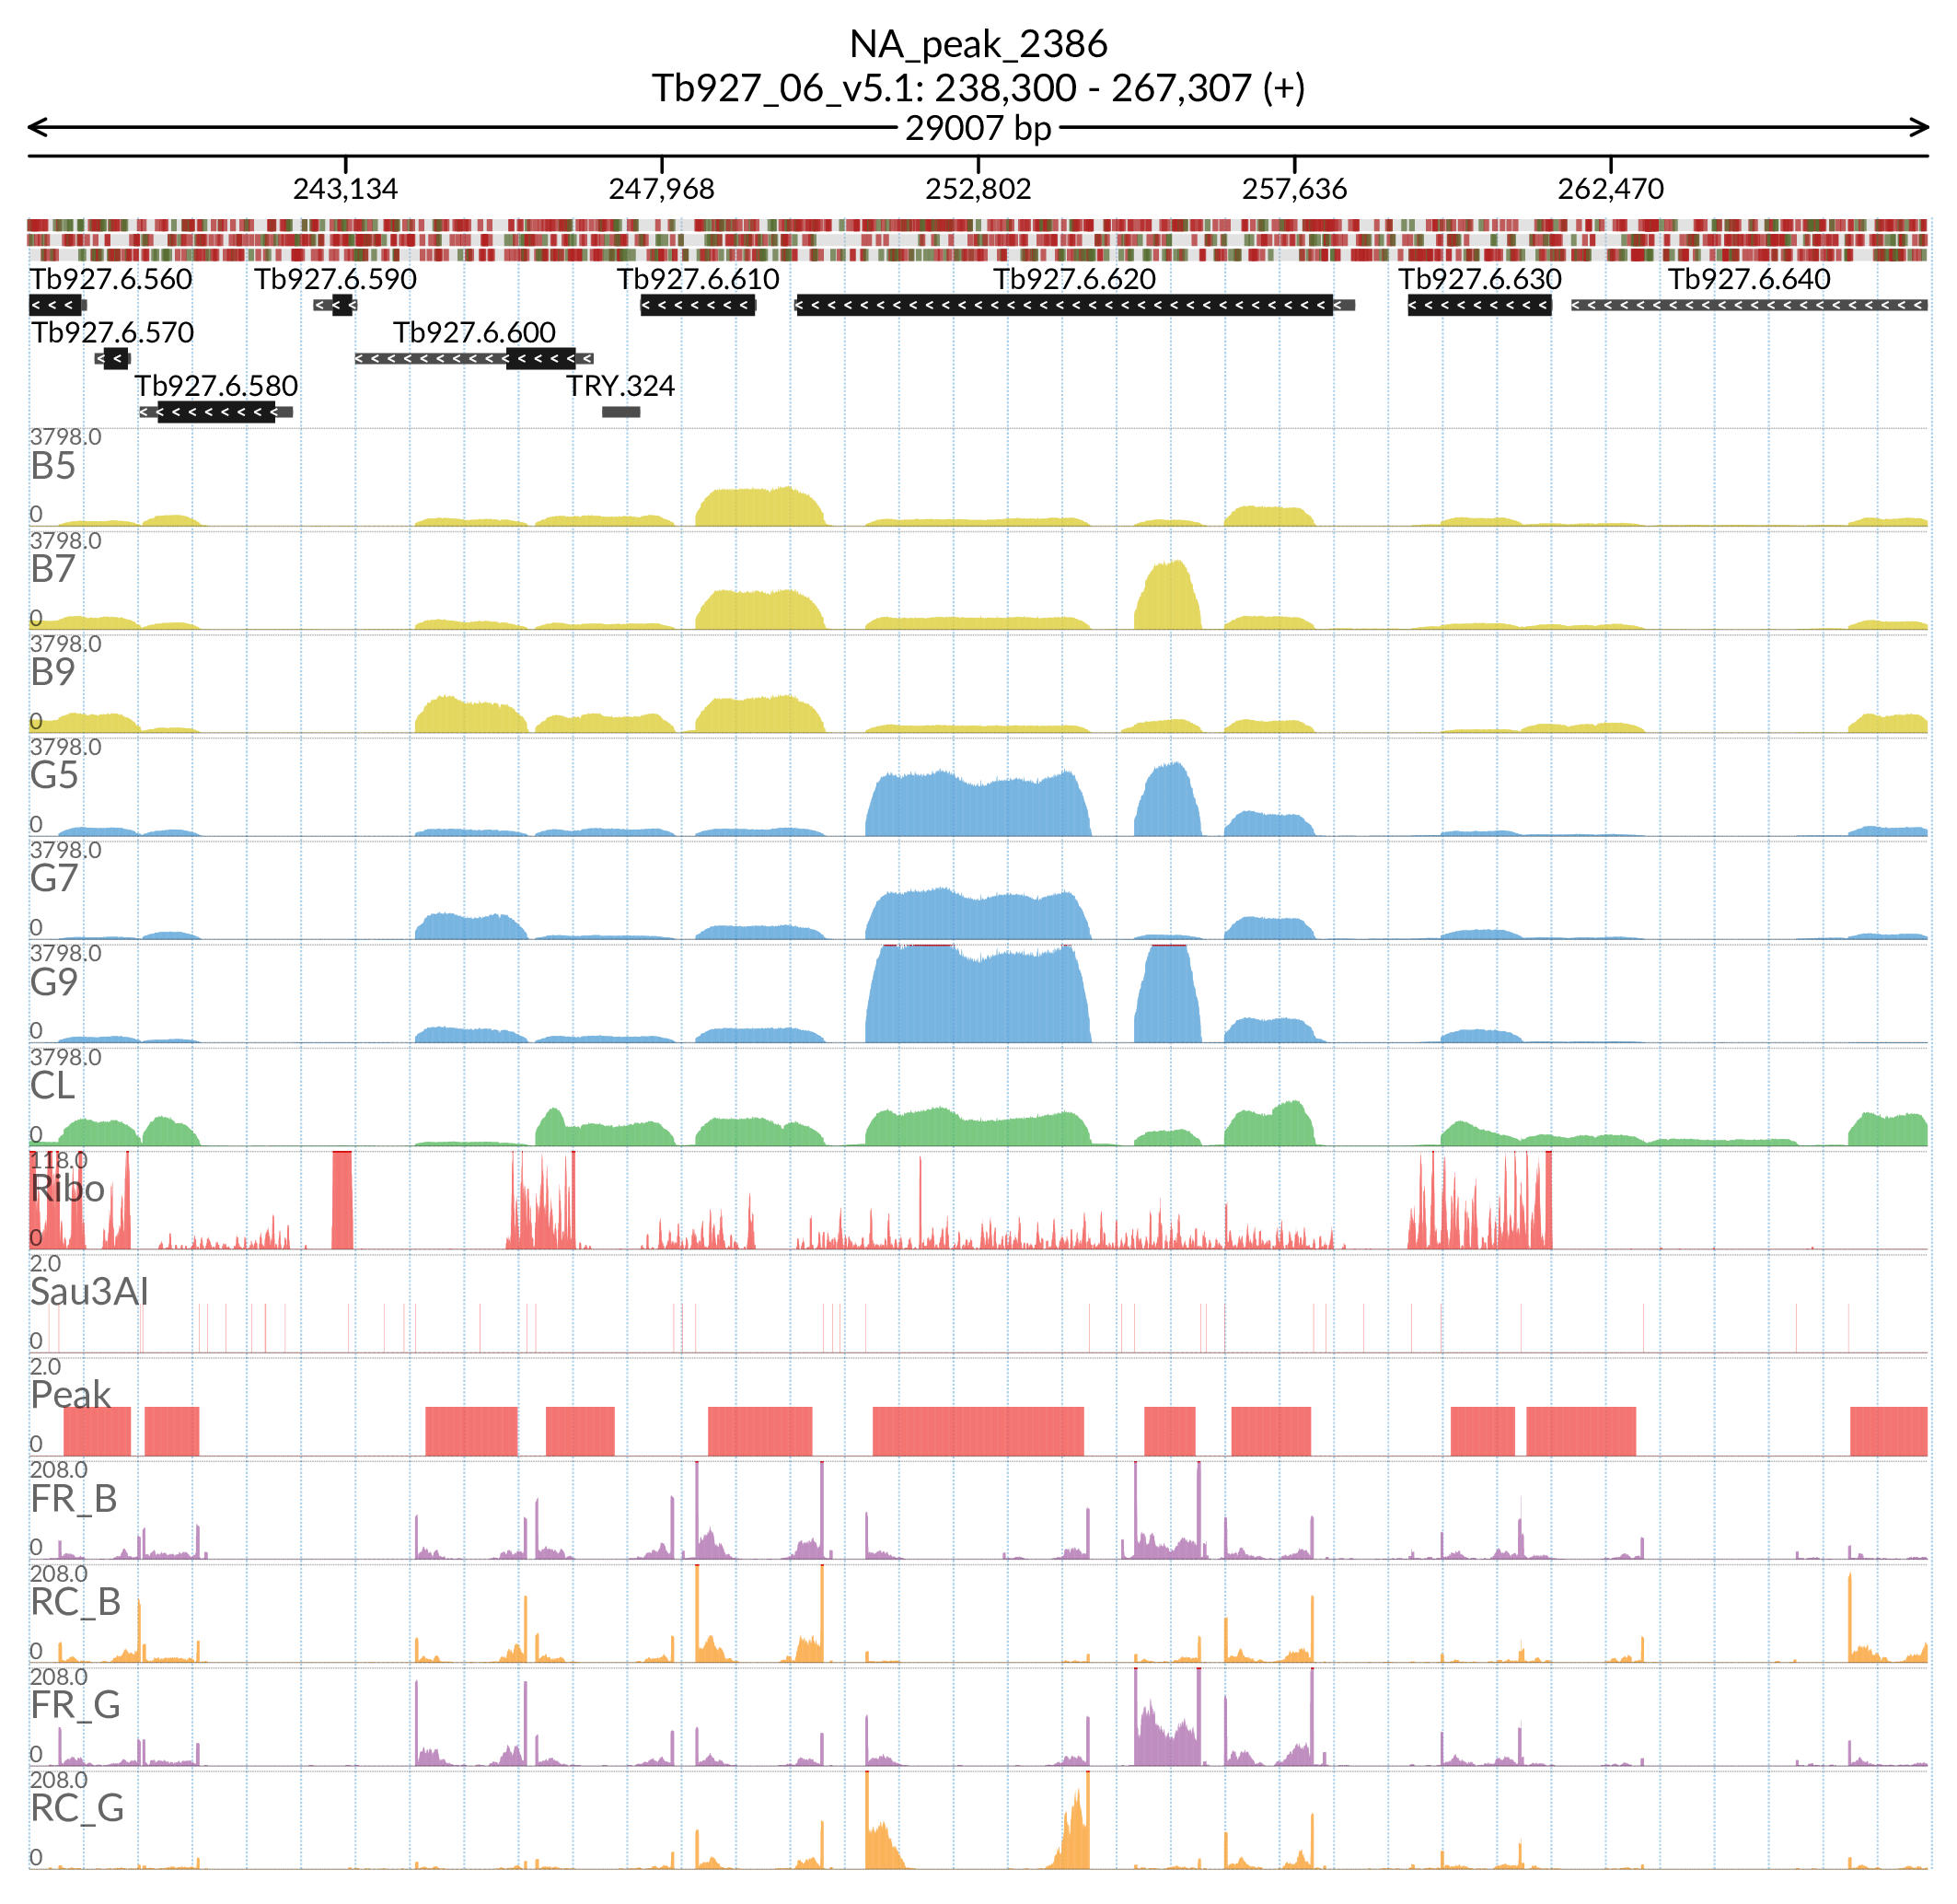 NA_peak_2386
Tb927_06_v5.1: 238,300 - 267,307 (+)
29007 bp
243,134 247,968 252,802 257,636 262,470
Tb927.6.560 Tb927.6.590 Tb927.6.610 Tb927.6.620 Tb927.6.630 Tb927.6.640
Tb927.6.570 Tb927.6.600
Tb927.6.580 TRY.324
3798.0
B5
0
3798.0
B7
0
3798.0
B9
0
3798.0
G5
0
3798.0
G7
0
3798.0
G9
0
3798.0
CL
0
118.0
Ribo
0
2.0
Sau3AI
0
2.0
Peak
0
208.0
FR_B
0
208.0
RC_B
0
208.0
FR_G
0
208.0
RC_G
0